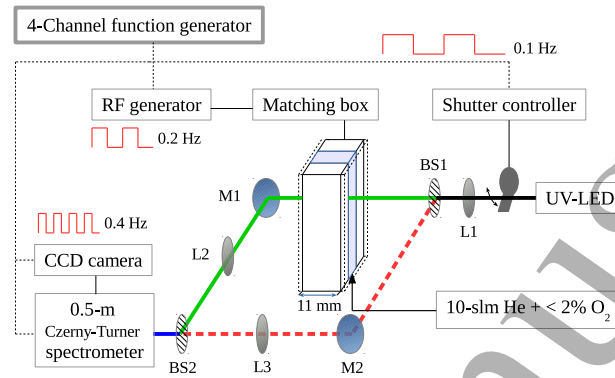 4-Channel function generator
0.1 Hz
RF generator
Matching box
Shutter controller
0.2 Hz
BS1
M1
UV-LED
L1
0.4 Hz
L2
CCD camera
11 mm
10-slm He + < 2% O2
0.5-m
Czerny-Turner
spectrometer
BS2
L3
M2